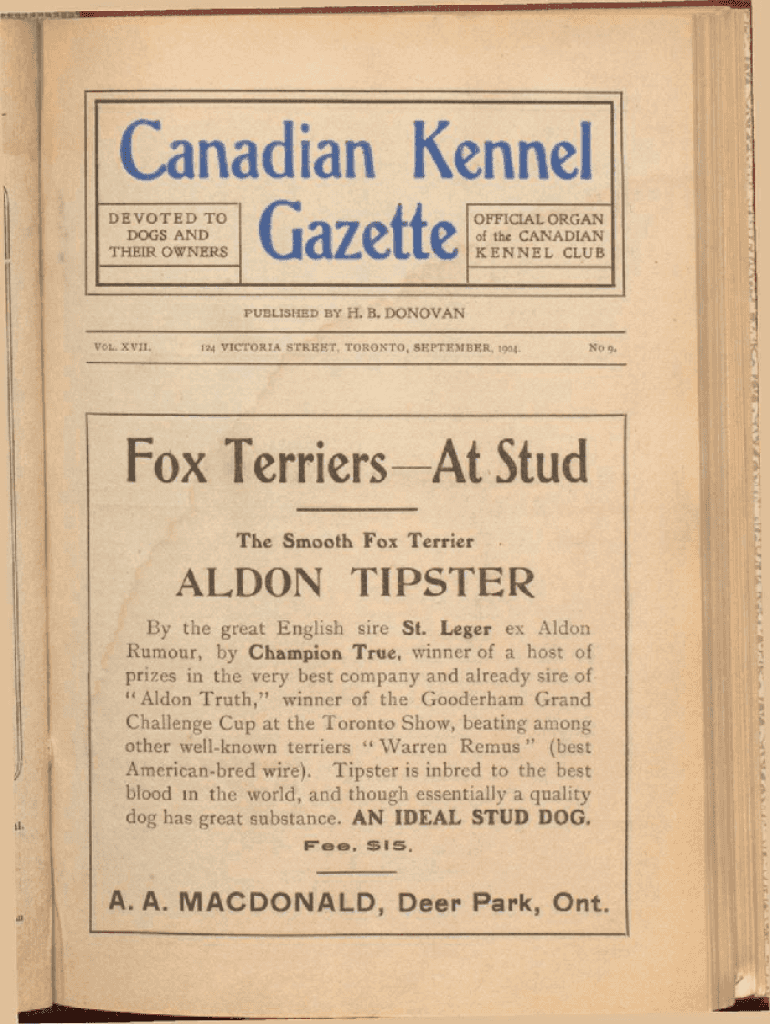 Canadian Kennel
Gazette
DEVOTED TO
DOGS AND
THEIR OWNERS
OFFICIAL ORGAN
of the CANADIAN
KENNEL CLUB
PUBLISHED BY H. B. DONOVAN
VOL. XVII. 124 VICTORIA STREET, TORONTO, SEPTEMBER, 1904. NO 9.
Fox Terriers—At Stud
The Smooth Fox Terrier
ALDON TIPSTER
By the great English sire St. Leger ex Aldon
Rumour, by Champion True, winner of a host of
prizes in the very best company and already sire of
"Aldon Truth," winner of the Gooderham Grand
Challenge Cup at the Toronto Show, beating among
other well-known terriers "Warren Remus" (best
American-bred wire). Tipster is inbred to the best
blood in the world, and though essentially a quality
dog has great substance. AN IDEAL STUD DOG.
Fee, $15.
A. A. MACDONALD, Deer Park, Ont.